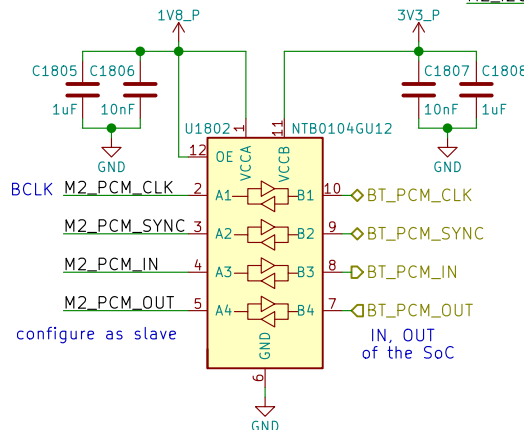 1V8_P
3V3_P
C1805
C1806
C1807
C1808
1uF
10nF
10nF
1uF
GND
GND
U1802
NTB0104GU12
1
11
12
OE
VCCA
VCCB
BCLK
M2_PCM_CLK
2
A1
B1
10
BT_PCM_CLK
M2_PCM_SYNC
3
A2
B2
9
BT_PCM_SYNC
M2_PCM_IN
4
A3
B3
8
BT_PCM_IN
M2_PCM_OUT
5
A4
B4
7
BT_PCM_OUT
configure as slave
GND
IN, OUT
of the SoC
6
GND